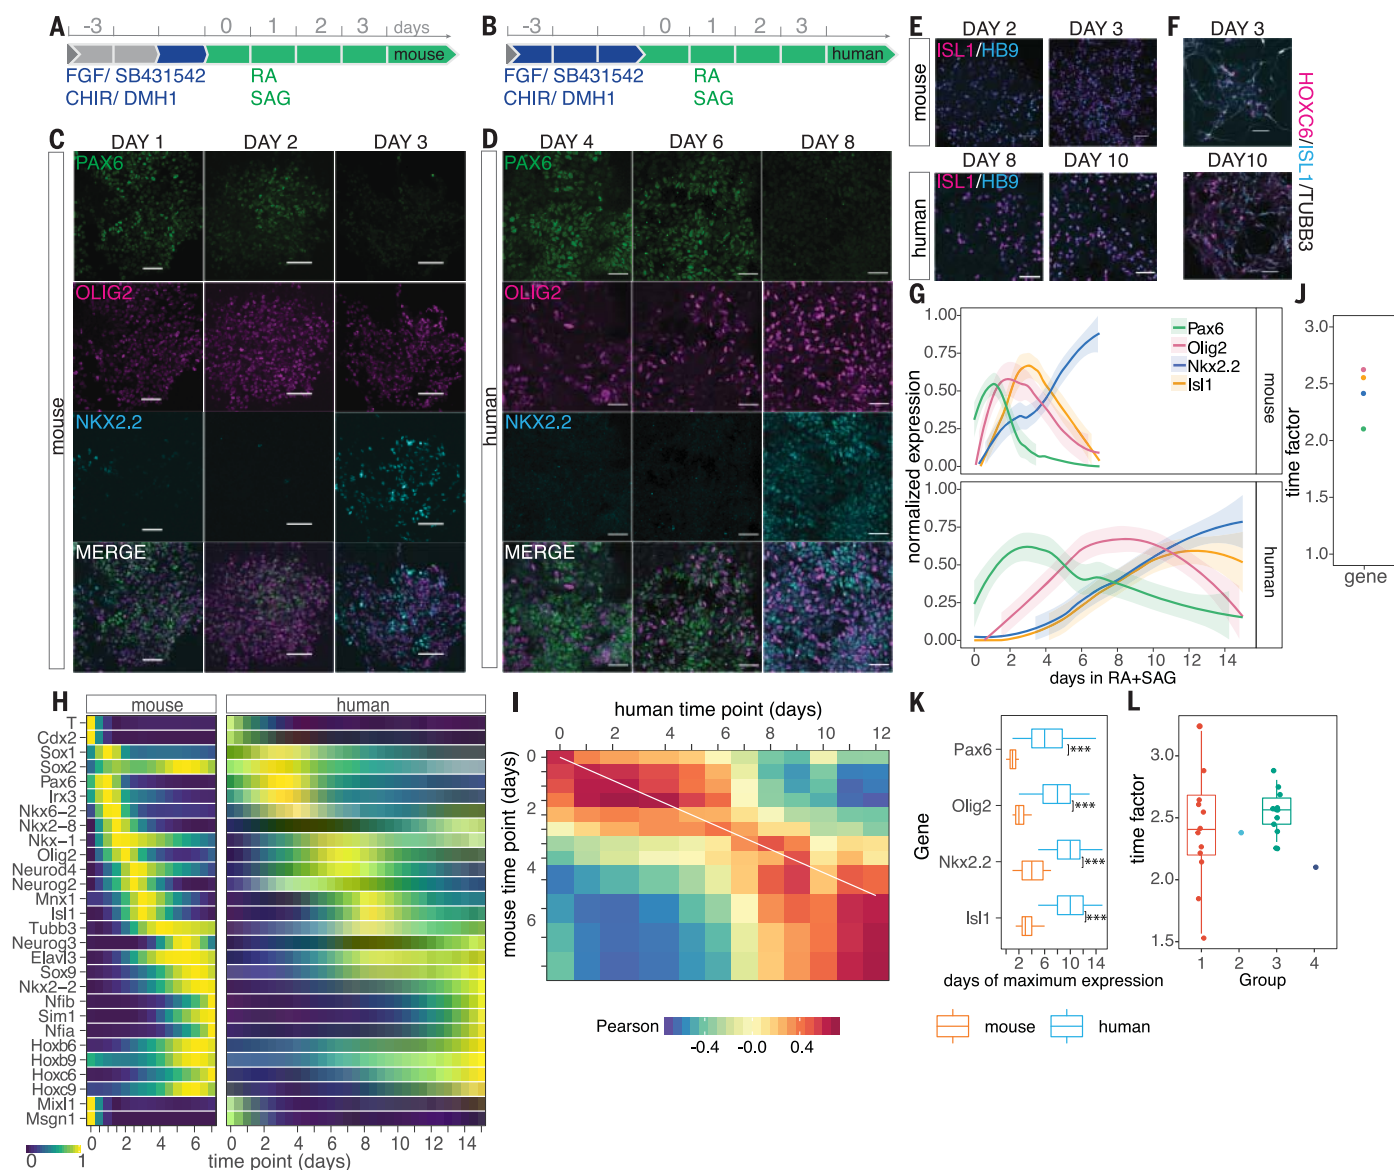 A
-3 0 1 2 3 days
mouse
FGF/ SB431542 RA
CHIR/ DMH1 SAG
B
-3 0 1 2 3
human
FGF/ SB431542 RA
CHIR/ DMH1 SAG
C
DAY 1 DAY 2 DAY 3
mouse
PAX6
OLIG2
NKX2.2
MERGE
D
DAY 4 DAY 6 DAY 8
human
PAX6
OLIG2
NKX2.2
MERGE
E
DAY 2 DAY 3
mouse
ISL1/HB9
DAY 8 DAY 10
human
ISL1/HB9
F
DAY 3
DAY10
HOXC6/ISL1/TUBB3
G
normalized expression
1.00
0.75
0.50
0.25
0.00
Pax6
Olig2
Nkx2.2
Isl1
mouse
1.00
0.75
0.50
0.25
0.00
human
0 2 4 6 8 10 12 14
days in RA+SAG
J
time factor
3.0
2.5
2.0
1.5
1.0
gene
H
mouse human
T
Cdx2
Sox1
Sox2
Pax6
Irx3
Nkx6-2
Nkx2-8
Nkx-1
Olig2
Neurod4
Neurog2
Mnx1
Isl1
Tubb3
Neurog3
Elavl3
Sox9
Nkx2-2
Nfib
Sim1
Nfia
Hoxb6
Hoxb9
Hoxc6
Hoxc9
Mixl1
Msgn1
0 2 4 6 0 2 4 6 8 10 12 14
0 1
time point (days)
I
human time point (days)
0 2 4 6 8 10 12
mouse time point (days)
0
2
4
6
Pearson
-0.4 -0.0 0.4
K
Gene
Pax6
Olig2
Nkx2.2
Isl1
***
***
***
***
2 6 10 14
days of maximum expression
mouse human
L
time factor
3.0
2.5
2.0
1.5
1 2 3 4
Group